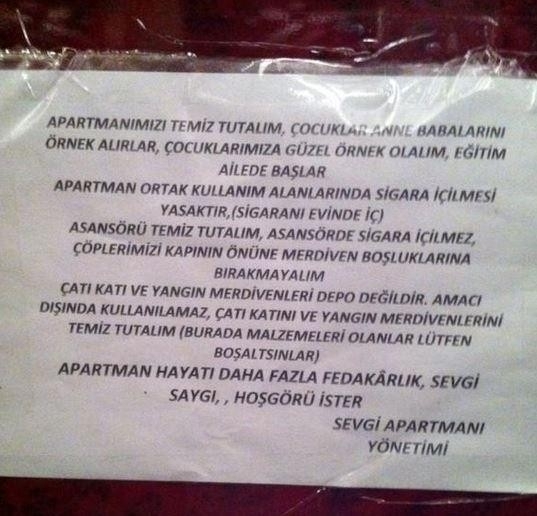 APARTMANIMIZI TEMİZ TUTALIM, ÇOCUKLAR ANNE BABALARINI
ÖRNEK ALIRLAR, ÇOCUKLARIMIZA GÜZEL ÖRNEK OLALIM, EĞİTİM
AİLEDE BAŞLAR
APARTMAN ORTAK KULLANIM ALANLARINDA SİGARA İÇİLMESİ
YASAKTIR,(SİGARANI EVİNDE İÇ)
ASANSÖRÜ TEMİZ TUTALIM, ASANSÖRDE SİGARA İÇİLMEZ,
ÇÖPLERİMİZİ KAPININ ÖNÜNE MERDİVEN BOŞLUKLARINA
BIRAKMAYALIM
ÇATI KATI VE YANGIN MERDİVENLERİ DEPO DEĞİLDİR. AMACI
DIŞINDA KULLANILAMAZ, ÇATI KATINI VE YANGIN MERDİVENLERİNİ
TEMİZ TUTALIM (BURADA MALZEMELERİ OLANLAR LÜTFEN
BOŞALTSINLAR)
APARTMAN HAYATI DAHA FAZLA FEDAKÂRLIK, SEVGİ
SAYGI, , HOŞGÖRÜ İSTER
SEVGİ APARTMANI
YÖNETİMİ